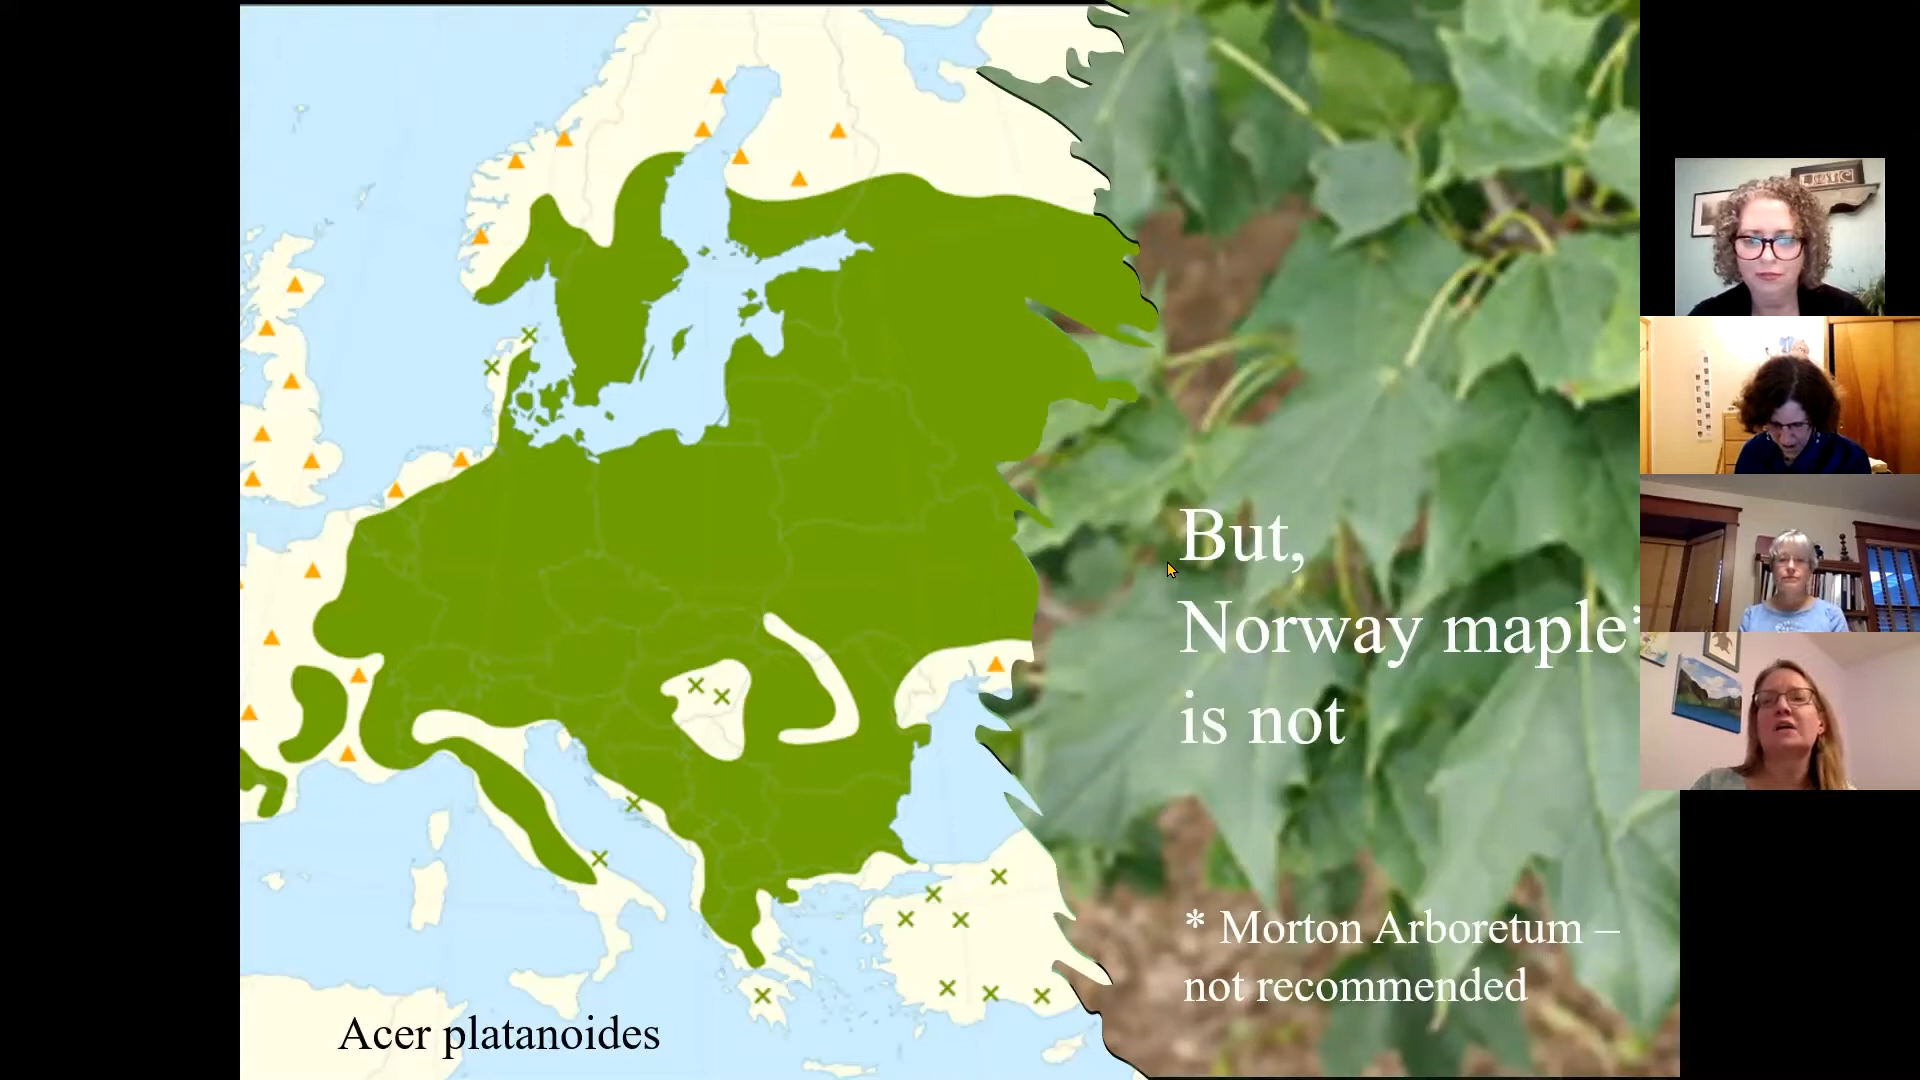 But,
Norway maple*
is not
* Morton Arboretum –
not recommended
Acer platanoides